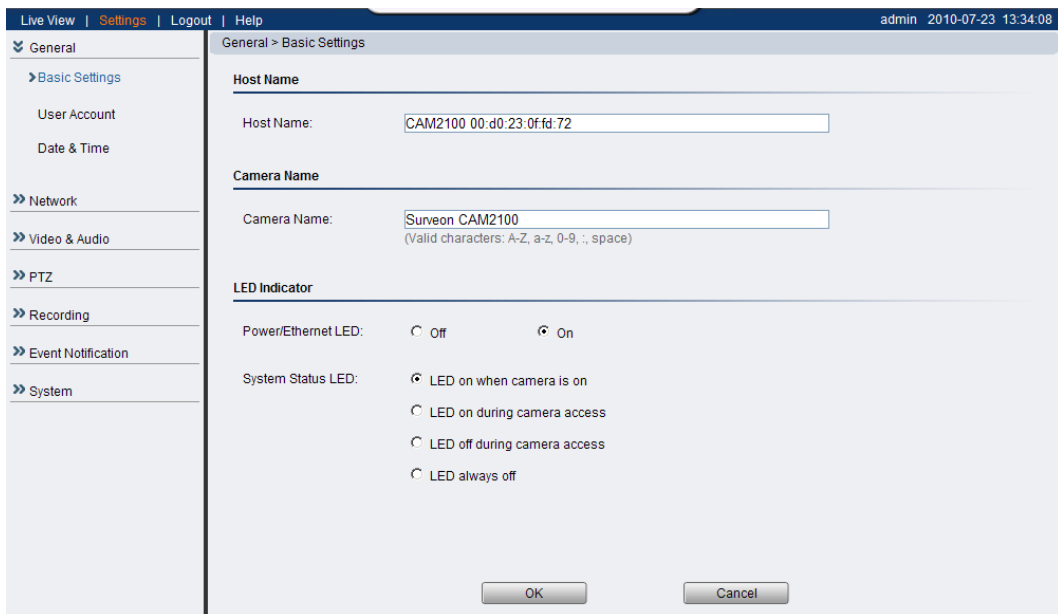 Live View | Settings | Logout | Help admin 2010-07-23 13:34:08
General
Basic Settings
User Account
Date & Time
Network
Video & Audio
PTZ
Recording
Event Notification
System
General > Basic Settings
Host Name
Host Name: CAM2100 00:d0:23:0f:fd:72
Camera Name
Camera Name: Surveon CAM2100
(Valid characters: A-Z, a-z, 0-9, :, space)
LED Indicator
Power/Ethernet LED: Off On
System Status LED: LED on when camera is on
LED on during camera access
LED off during camera access
LED always off
OK Cancel